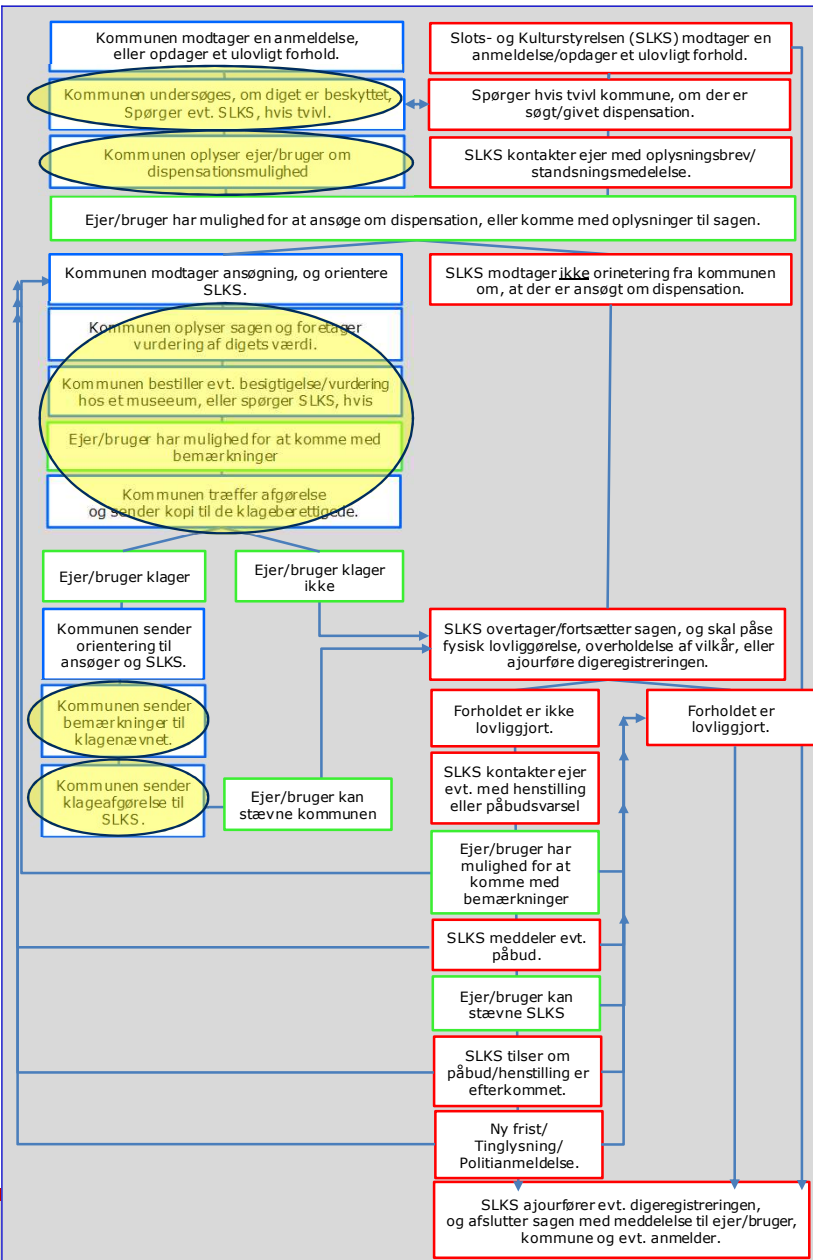 Kommunen modtager en anmeldelse,
eller opdager et ulovligt forhold.
Slots- og Kulturstyrelsen (SLKS) modtager en
anmeldelse/opdager et ulovligt forhold.
Kommunen undersøges, om diget er beskyttet,
Spørger evt. SLKS, hvis tvivl.
Spørger hvis tvivl kommune, om der er
søgt/givet dispensation.
Kommunen oplyser ejer/bruger om
dispensationsmulighed
SLKS kontakter ejer med oplysningsbrev/
standsningsmedelelse.
Ejer/bruger har mulighed for at ansøge om dispensation, eller komme med oplysninger til sagen.
Kommunen modtager ansøgning, og orientere
SLKS.
SLKS modtager ikke orinetering fra kommunen
om, at der er ansøgt om dispensation.
Kommunen oplyser sagen og foretager
vurdering af digets værdi.
Kommunen bestiller evt. besigtigelse/vurdering
hos et museeum, eller spørger SLKS, hvis
Ejer/bruger har mulighed for at komme med
bemærkninger
Kommunen træffer afgørelse
og sender kopi til de klageberettigede.
Ejer/bruger klager
Ejer/bruger klager
ikke
Kommunen sender
orientering til
ansøger og SLKS.
SLKS overtager/fortsætter sagen, og skal påse
fysisk lovliggørelse, overholdelse af vilkår, eller
ajourføre digeregistreringen.
Kommunen sender
bemærkninger til
klagenævnet.
Forholdet er ikke
lovliggjort.
Forholdet er
lovliggjort.
Kommunen sender
klageafgørelse til
SLKS.
Ejer/bruger kan
stævne kommunen
SLKS kontakter ejer
evt. med henstilling
eller påbudsvarsel
Ejer/bruger har
mulighed for at
komme med
bemærkninger
SLKS meddeler evt.
påbud.
Ejer/bruger kan
stævne SLKS
SLKS tilser om
påbud/henstilling er
efterkommet.
Ny frist/
Tinglysning/
Politianmeldelse.
SLKS ajourfører evt. digeregistreringen,
og afslutter sagen med meddelelse til ejer/bruger,
kommune og evt. anmelder.